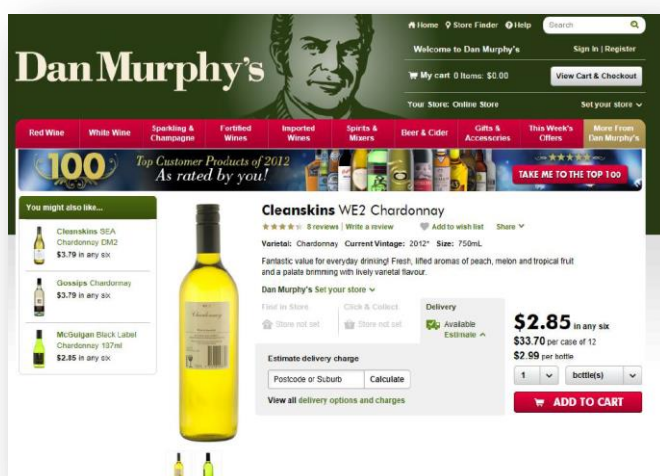 Home Store Finder Help Search
Dan Murphy's
Welcome to Dan Murphy's Sign In | Register
My cart 0 Items: $0.00 View Cart & Checkout
Your Store: Online Store Set your store
Red Wine White Wine Sparkling & Champagne Fortified Wines Imported Wines Spirits & Mixers Beer & Cider Gifts & Accessories This Week's Offers More From Dan Murphy's
100 Top Customer Products of 2012
As rated by you!
TAKE ME TO THE TOP 100
You might also like...
Cleanskins SEA
Chardonnay DM2
$3.79 in any six
Gossips Chardonnay
$3.79 in any six
McGuigan Black Label
Chardonnay 187ml
$2.85 in any six
WE2
Chardonnay
Cleanskins WE2 Chardonnay
8 reviews | Write a review Add to wish list Share
Varietal: Chardonnay Current Vintage: 2012* Size: 750mL
Fantastic value for everyday drinking! Fresh, lifted aromas of peach, melon and tropical fruit
and a palate brimming with lively varietal flavour.
Dan Murphy's Set your store
Find in Store Click & Collect Delivery
Store not set Store not set Available
Estimate
Estimate delivery charge
Postcode or Suburb Calculate
View all delivery options and charges
$2.85 in any six
$33.70 per case of 12
$2.99 per bottle
1 bottle(s)
ADD TO CART